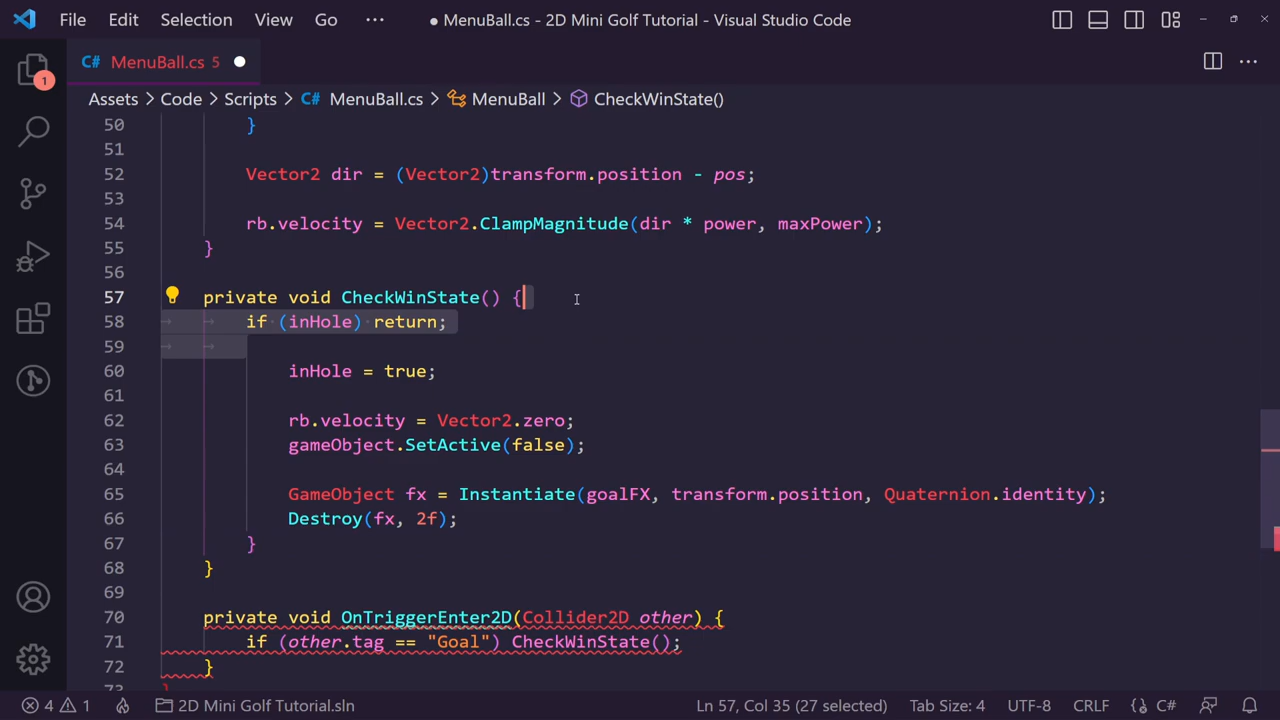 File Edit Selection View Go ··· ● MenuBall.cs - 2D Mini Golf Tutorial - Visual Studio Code
1
C# MenuBall.cs 5 ●
Assets > Code > Scripts > C# MenuBall.cs > MenuBall > CheckWinState()
50 }
51
52 Vector2 dir = (Vector2)transform.position - pos;
53
54 rb.velocity = Vector2.ClampMagnitude(dir * power, maxPower);
55 }
56
57 private void CheckWinState() {
58 if (inHole) return;
59
60 inHole = true;
61
62 rb.velocity = Vector2.zero;
63 gameObject.SetActive(false);
64
65 GameObject fx = Instantiate(goalFX, transform.position, Quaternion.identity);
66 Destroy(fx, 2f);
67 }
68 }
69
70 private void OnTriggerEnter2D(Collider2D other) {
71 if (other.tag == "Goal") CheckWinState();
72 }
73 }
4 1 2D Mini Golf Tutorial.sln Ln 57, Col 35 (27 selected) Tab Size: 4 UTF-8 CRLF C#